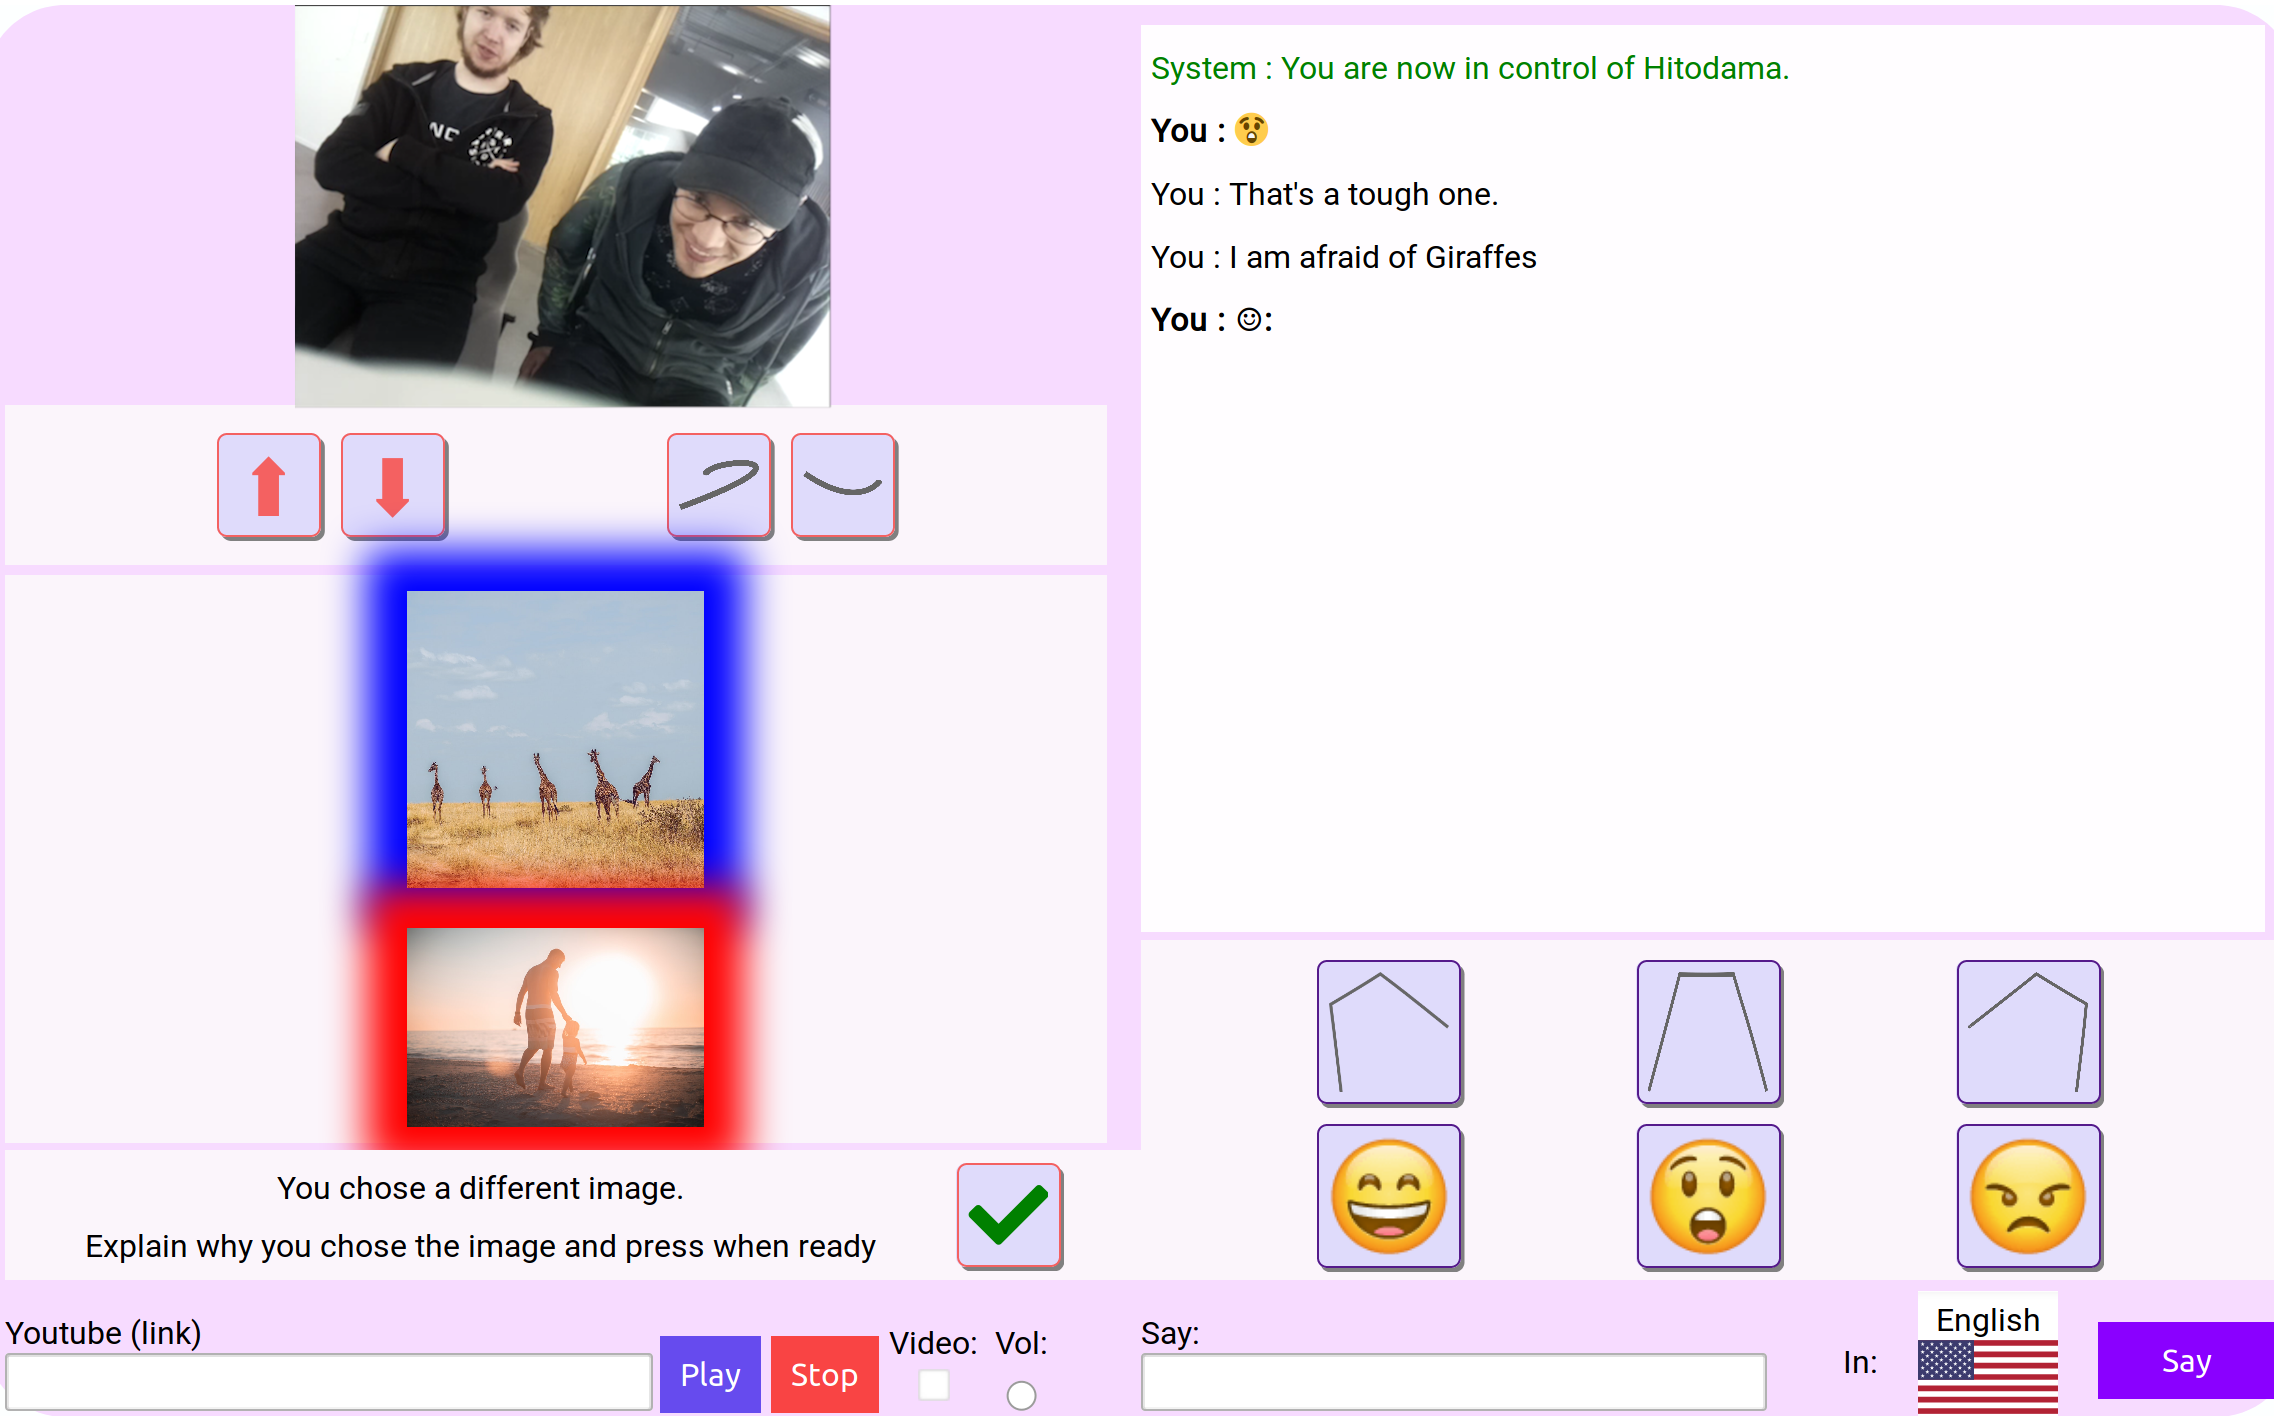 System : You are now in control of Hitodama.
You : 😲
You : That's a tough one.
You : I am afraid of Giraffes
You : ☺:
You chose a different image.
Explain why you chose the image and press when ready
Youtube (link)
Play
Stop
Video:
Vol:
Say:
In:
English
Say